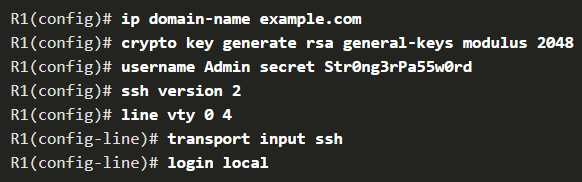 R1(config)# ip domain-name example.com
R1(config)# crypto key generate rsa general-keys modulus 2048
R1(config)# username Admin secret Str0ng3rPa55w0rd
R1(config)# ssh version 2
R1(config)# line vty 0 4
R1(config-line)# transport input ssh
R1(config-line)# login local